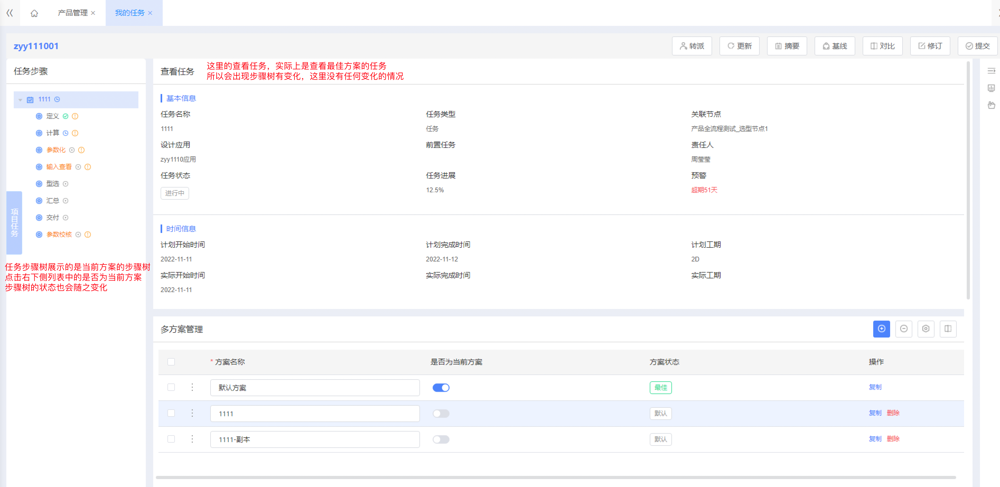 产品管理
我的任务
zyy111001
转派
更新
摘要
基线
对比
修订
提交
任务步骤
1111
定义
计算
参数化
输入查看
型选
汇总
交付
参数校核
项目任务
任务步骤树展示的是当前方案的步骤树
点击右下侧列表中的是否为当前方案
步骤树的状态也会随之变化
查看任务
这里的查看任务，实际上是查看最佳方案的任务
所以会出现步骤树有变化，这里没有任何变化的情况
基本信息
任务名称 任务类型 关联节点
1111 任务 产品全流程测试_选型节点1
设计应用 前置任务 责任人
zyy1110应用 周莹莹
任务状态 任务进展 预警
进行中 12.5% 超期51天
时间信息
计划开始时间 计划完成时间 计划工期
2022-11-11 2022-11-12 2D
实际开始时间 实际完成时间 实际工期
2022-11-11
多方案管理
* 方案名称 是否为当前方案 方案状态 操作
默认方案 最佳 复制
1111 默认 复制 删除
1111-副本 默认 复制 删除